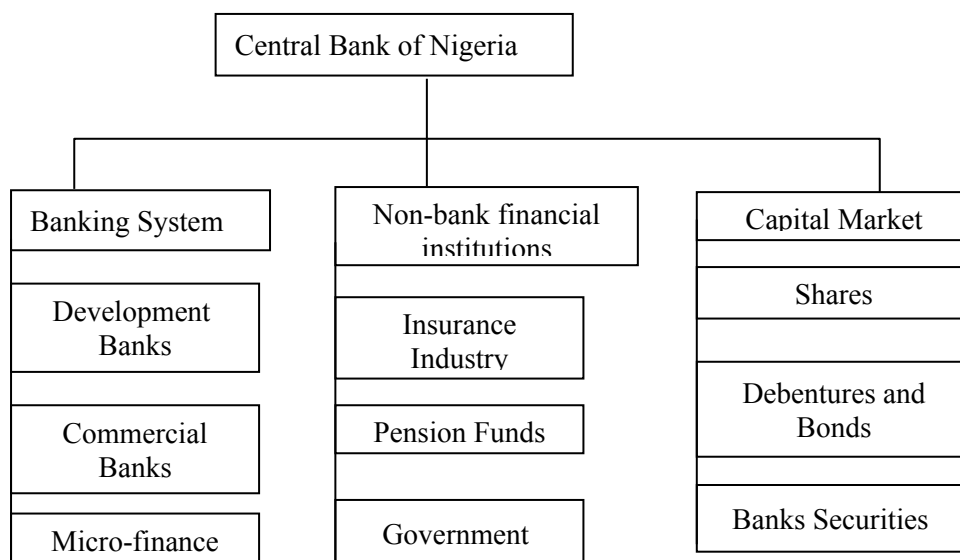 Central Bank of Nigeria
Banking System
Non-bank financial
institutions
Capital Market
Development
Banks
Insurance
Industry
Shares
Commercial
Banks
Pension Funds
Debentures and
Bonds
Micro-finance
Government
Banks Securities